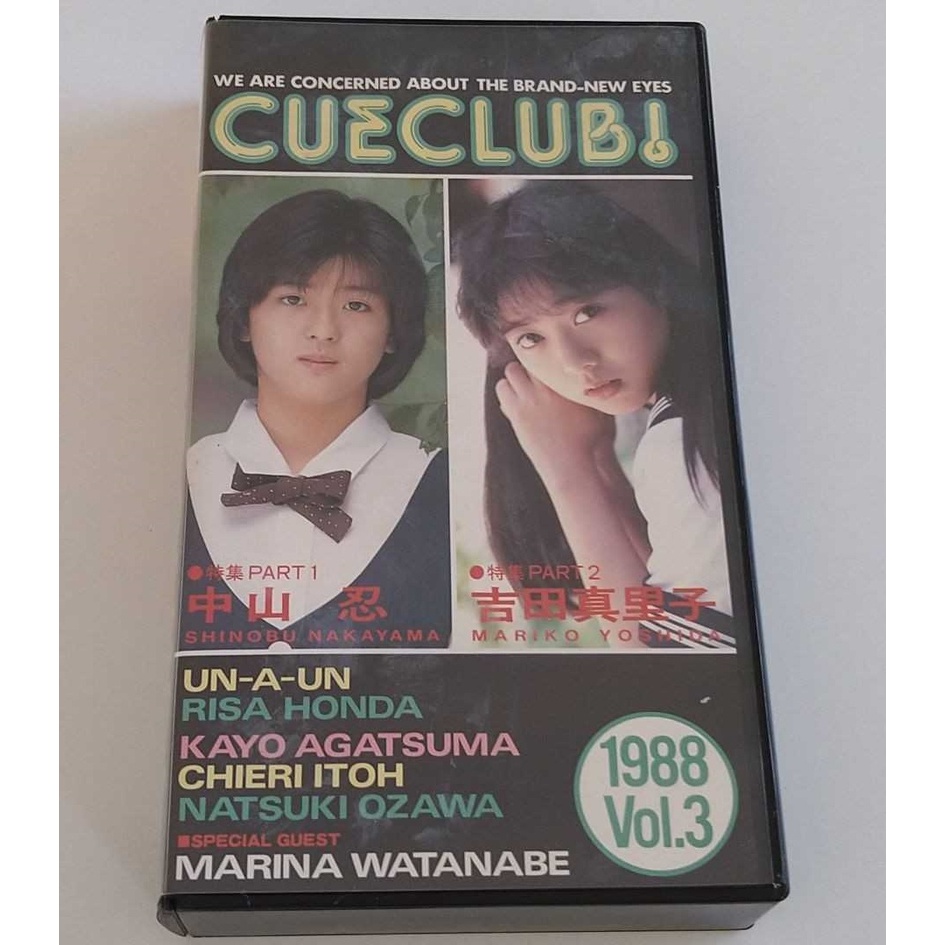 WE ARE CONCERNED ABOUT THE BRAND-NEW EYES
CUECLUB!
●特集 PART 1
中山 忍
SHINOBU NAKAYAMA
●特集 PART 2
吉田真里子
MARIKO YOSHIDA
UN-A-UN
RISA HONDA
KAYO AGATSUMA
CHIERI ITOH
NATSUKI OZAWA
■SPECIAL GUEST
MARINA WATANABE
1988
Vol.3